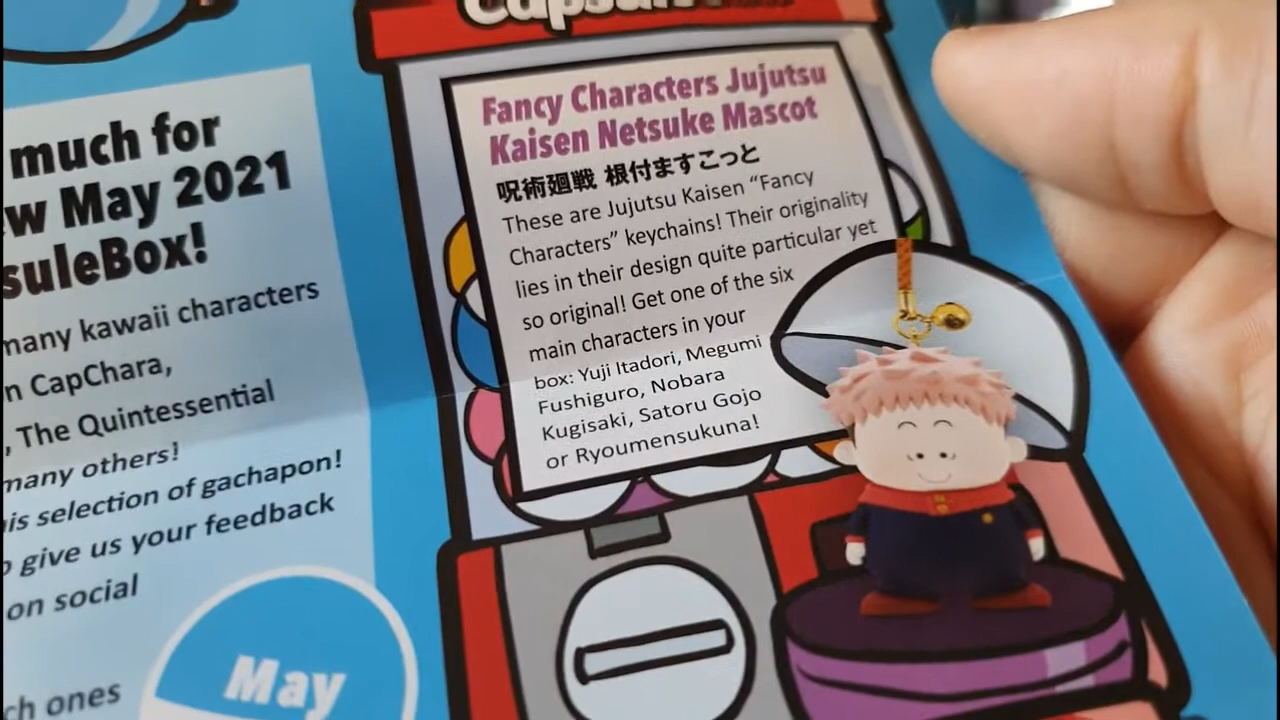 much for
May 2021
many kawaii characters
CapChara,
, The Quintessential
many others!
selection of gachapon!
give us your feedback
on social
ones
May
Fancy Characters Jujutsu
Kaisen Netsuke Mascot
呪術廻戦 根付ますこっと
These are Jujutsu Kaisen “Fancy
Characters” keychains! Their originality
lies in their design quite particular yet
so original! Get one of the six
main characters in your
box: Yuji Itadori, Megumi
Fushiguro, Nobara
Kugisaki, Satoru Gojo
or Ryoumensukuna!